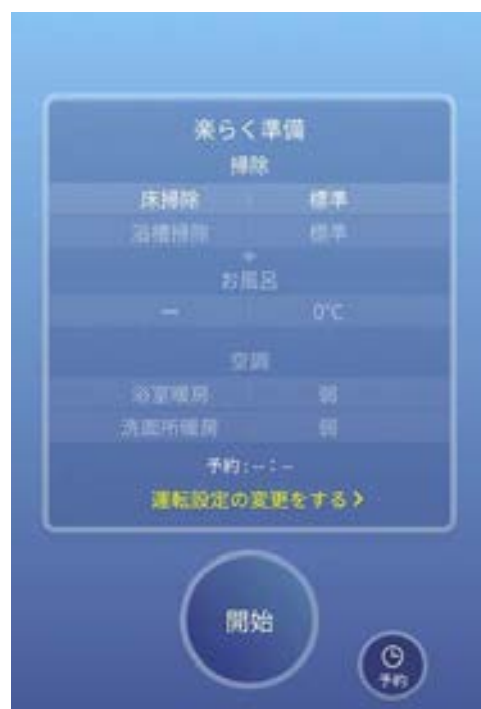 楽らく準備
掃除
床掃除 標準
浴槽掃除 標準
お風呂
ー 0℃
空調
浴室暖房 弱
洗面所暖房 弱
予約:--:--
運転設定の変更をする>
開始
予約